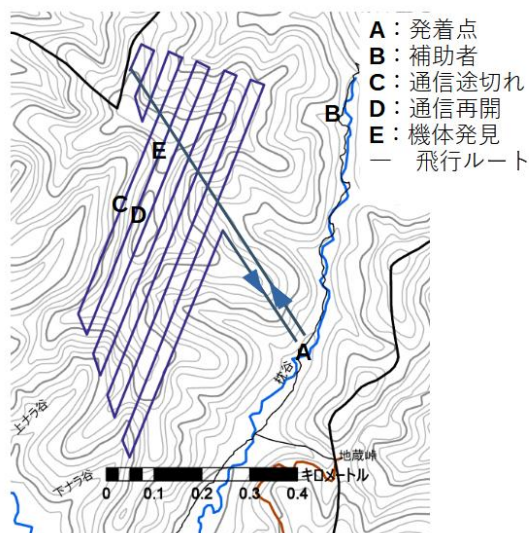 A：発着点
B：補助者
C：通信途切れ
D：通信再開
E：機体発見
― 飛行ルート
B
E
C
D
A
上ナラ谷
下ナラ谷
地蔵峠
キロメートル
0 0.1 0.2 0.3 0.4